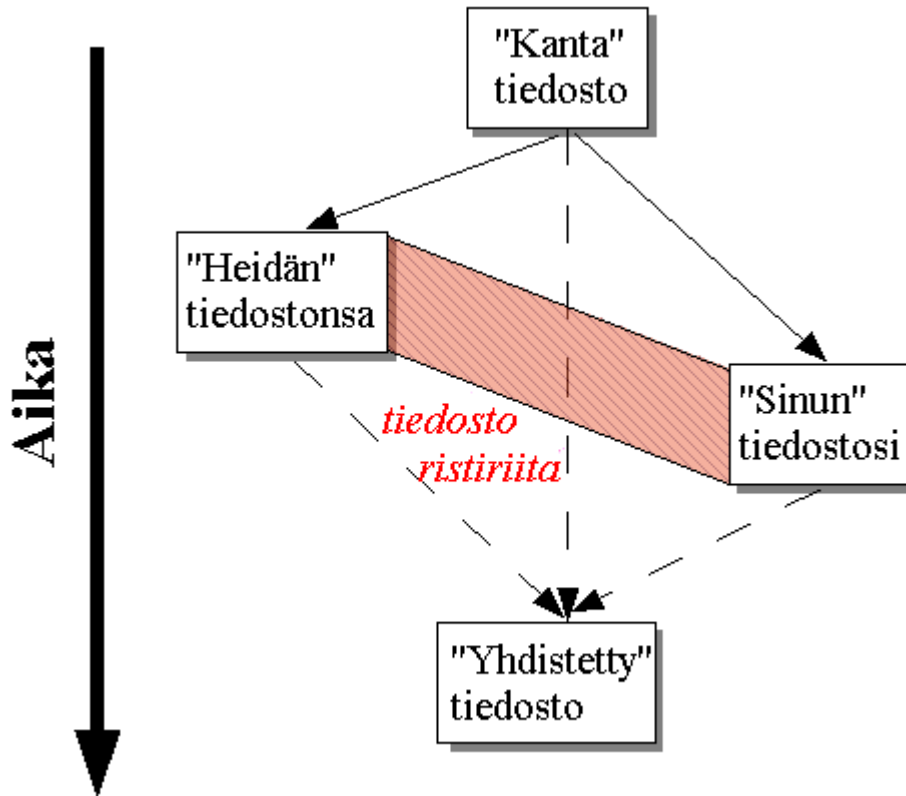 "Kanta"
tiedosto
"Heidän"
tiedostonsa
"Sinun"
tiedostosi
tiedosto
ristiriita
Aika
"Yhdistetty"
tiedosto